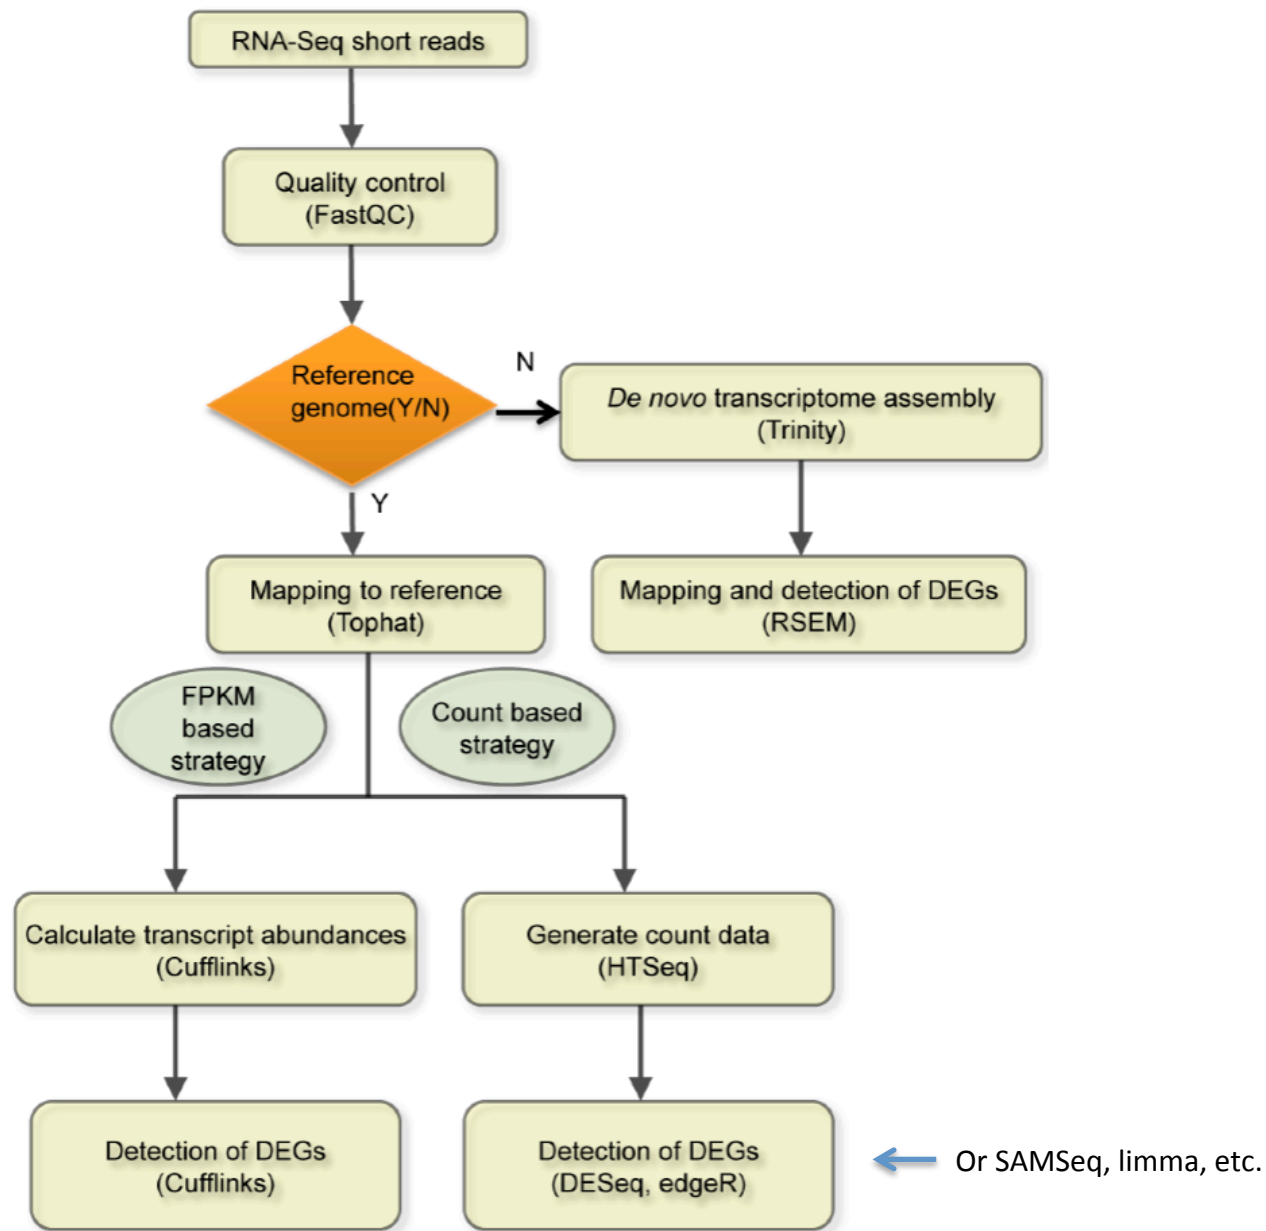 RNA-Seq short reads
Quality control
(FastQC)
Reference
genome(Y/N)
N
De novo transcriptome assembly
(Trinity)
Y
Mapping to reference
(Tophat)
Mapping and detection of DEGs
(RSEM)
FPKM
based
strategy
Count based
strategy
Calculate transcript abundances
(Cufflinks)
Generate count data
(HTSeq)
Detection of DEGs
(Cufflinks)
Detection of DEGs
(DESeq, edgeR)
Or SAMSeq, limma, etc.